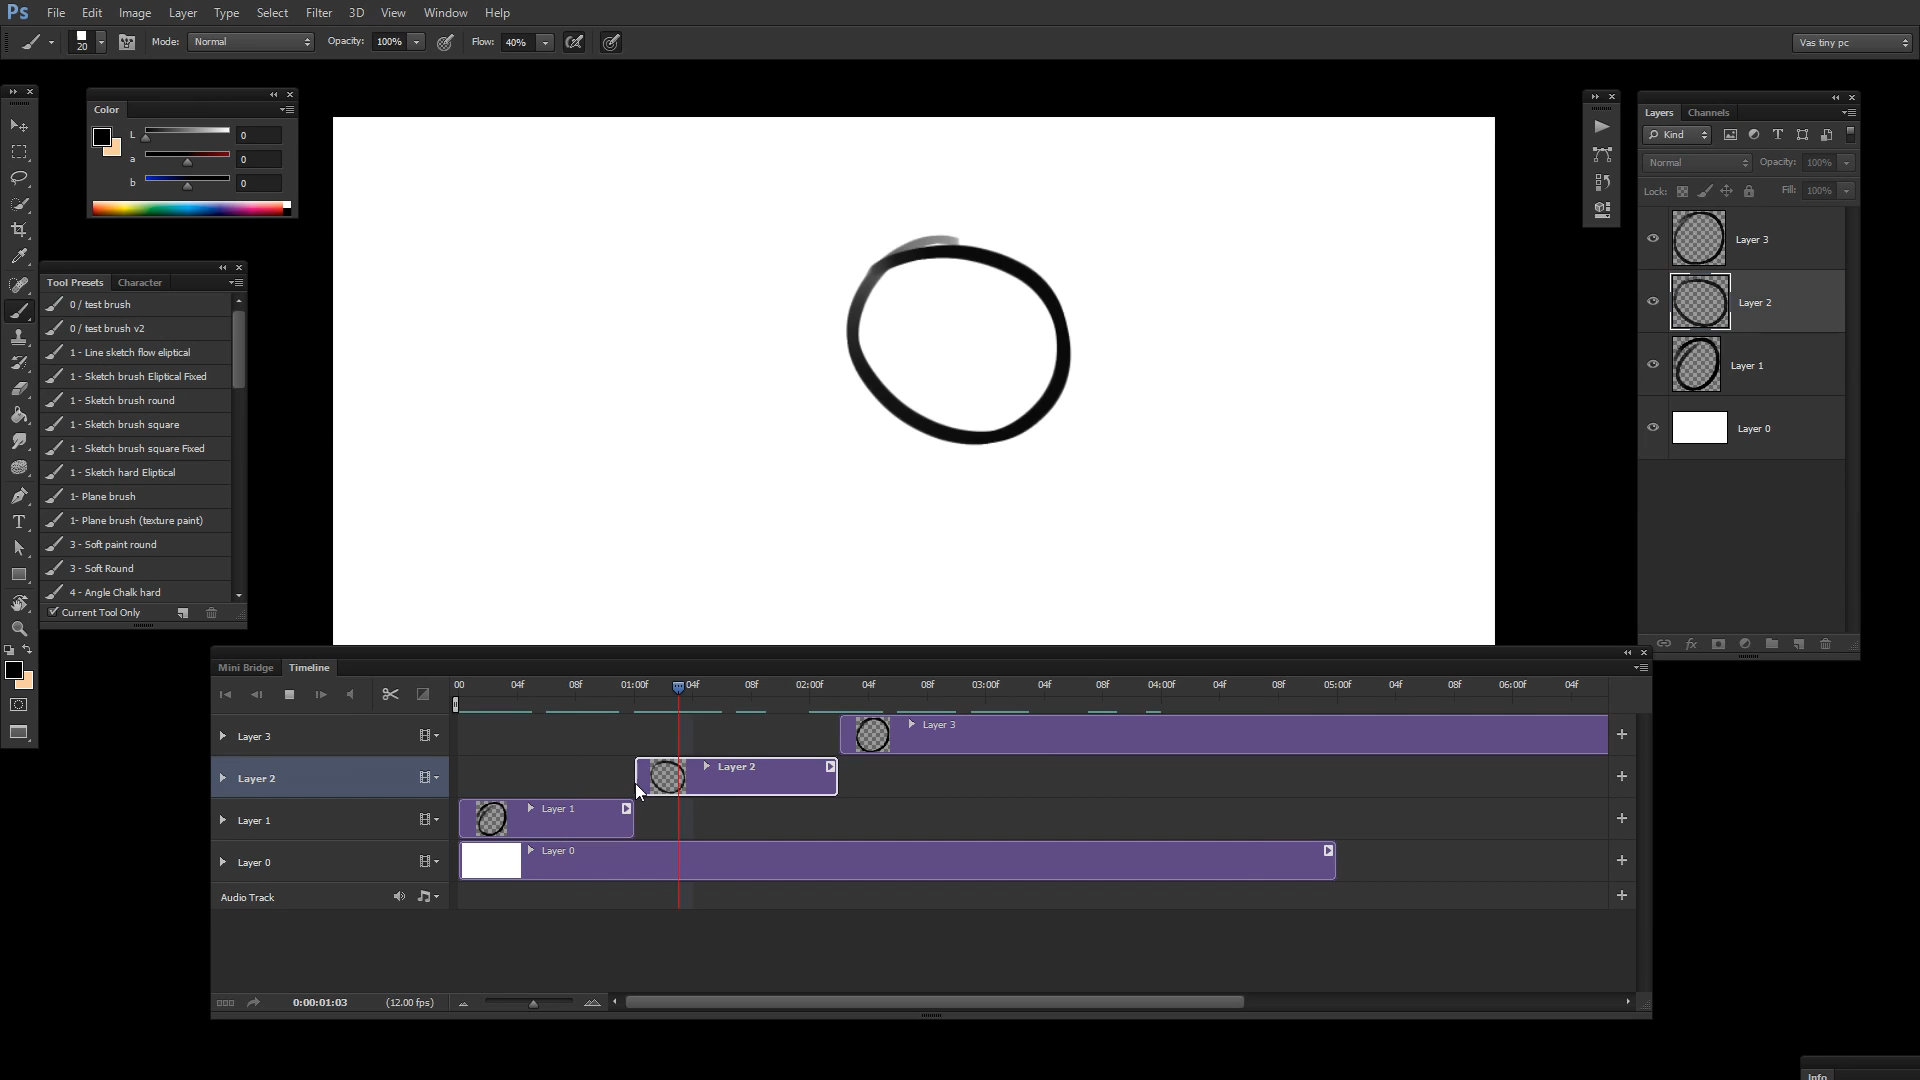 Ps File Edit Image Layer Type Select Filter 3D View Window Help
20 Mode: Normal Opacity: 100% Flow: 40% Vas tiny pc
Color
L 0
a 0
b 0
Tool Presets Character
0 / test brush
0 / test brush v2
1 - Line sketch flow eliptical
1 - Sketch brush Eliptical Fixed
1 - Sketch brush round
1 - Sketch brush square
1 - Sketch brush square Fixed
1 - Sketch hard Eliptical
1- Plane brush
1- Plane brush (texture paint)
3 - Soft paint round
3 - Soft Round
4 - Angle Chalk hard
Current Tool Only
Layers Channels
Kind
Normal Opacity: 100%
Lock: Fill: 100%
Layer 3
Layer 2
Layer 1
Layer 0
fx
Mini Bridge Timeline
00 04f 08f 01:00f 04f 08f 02:00f 04f 08f 03:00f 04f 08f 04:00f 04f 08f 05:00f 04f 08f 06:00f 04f
Layer 3 Layer 3
Layer 2 Layer 2
Layer 1 Layer 1
Layer 0 Layer 0
Audio Track
0:00:01:03 (12.00 fps)
Info